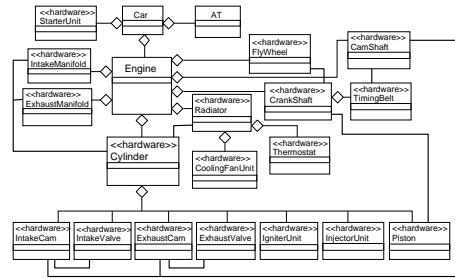 <<hardware>>
StarterUnit
Car
AT
<<hardware>>
IntakeManifold
Engine
<<hardware>>
FlyWheel
<<hardware>>
CamShaft
<<hardware>>
ExhaustManifold
<<hardware>>
Radiator
<<hardware>>
CrankShaft
<<hardware>>
TimingBelt
<<hardware>>
Cylinder
<<hardware>>
CoolingFanUnit
<<hardware>>
Thermostat
<<hardware>>
IntakeCam
<<hardware>>
IntakeValve
<<hardware>>
ExhaustCam
<<hardware>>
ExhaustValve
<<hardware>>
IgniterUnit
<<hardware>>
InjectorUnit
<<hardware>>
Piston